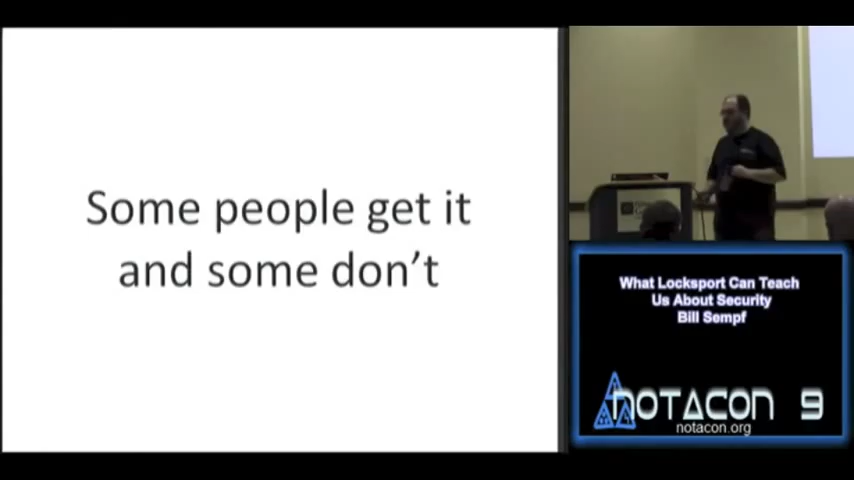 Some people get it
and some don't
What Locksport Can Teach
Us About Security
Bill Sempf
NOTACON 9
notacon.org